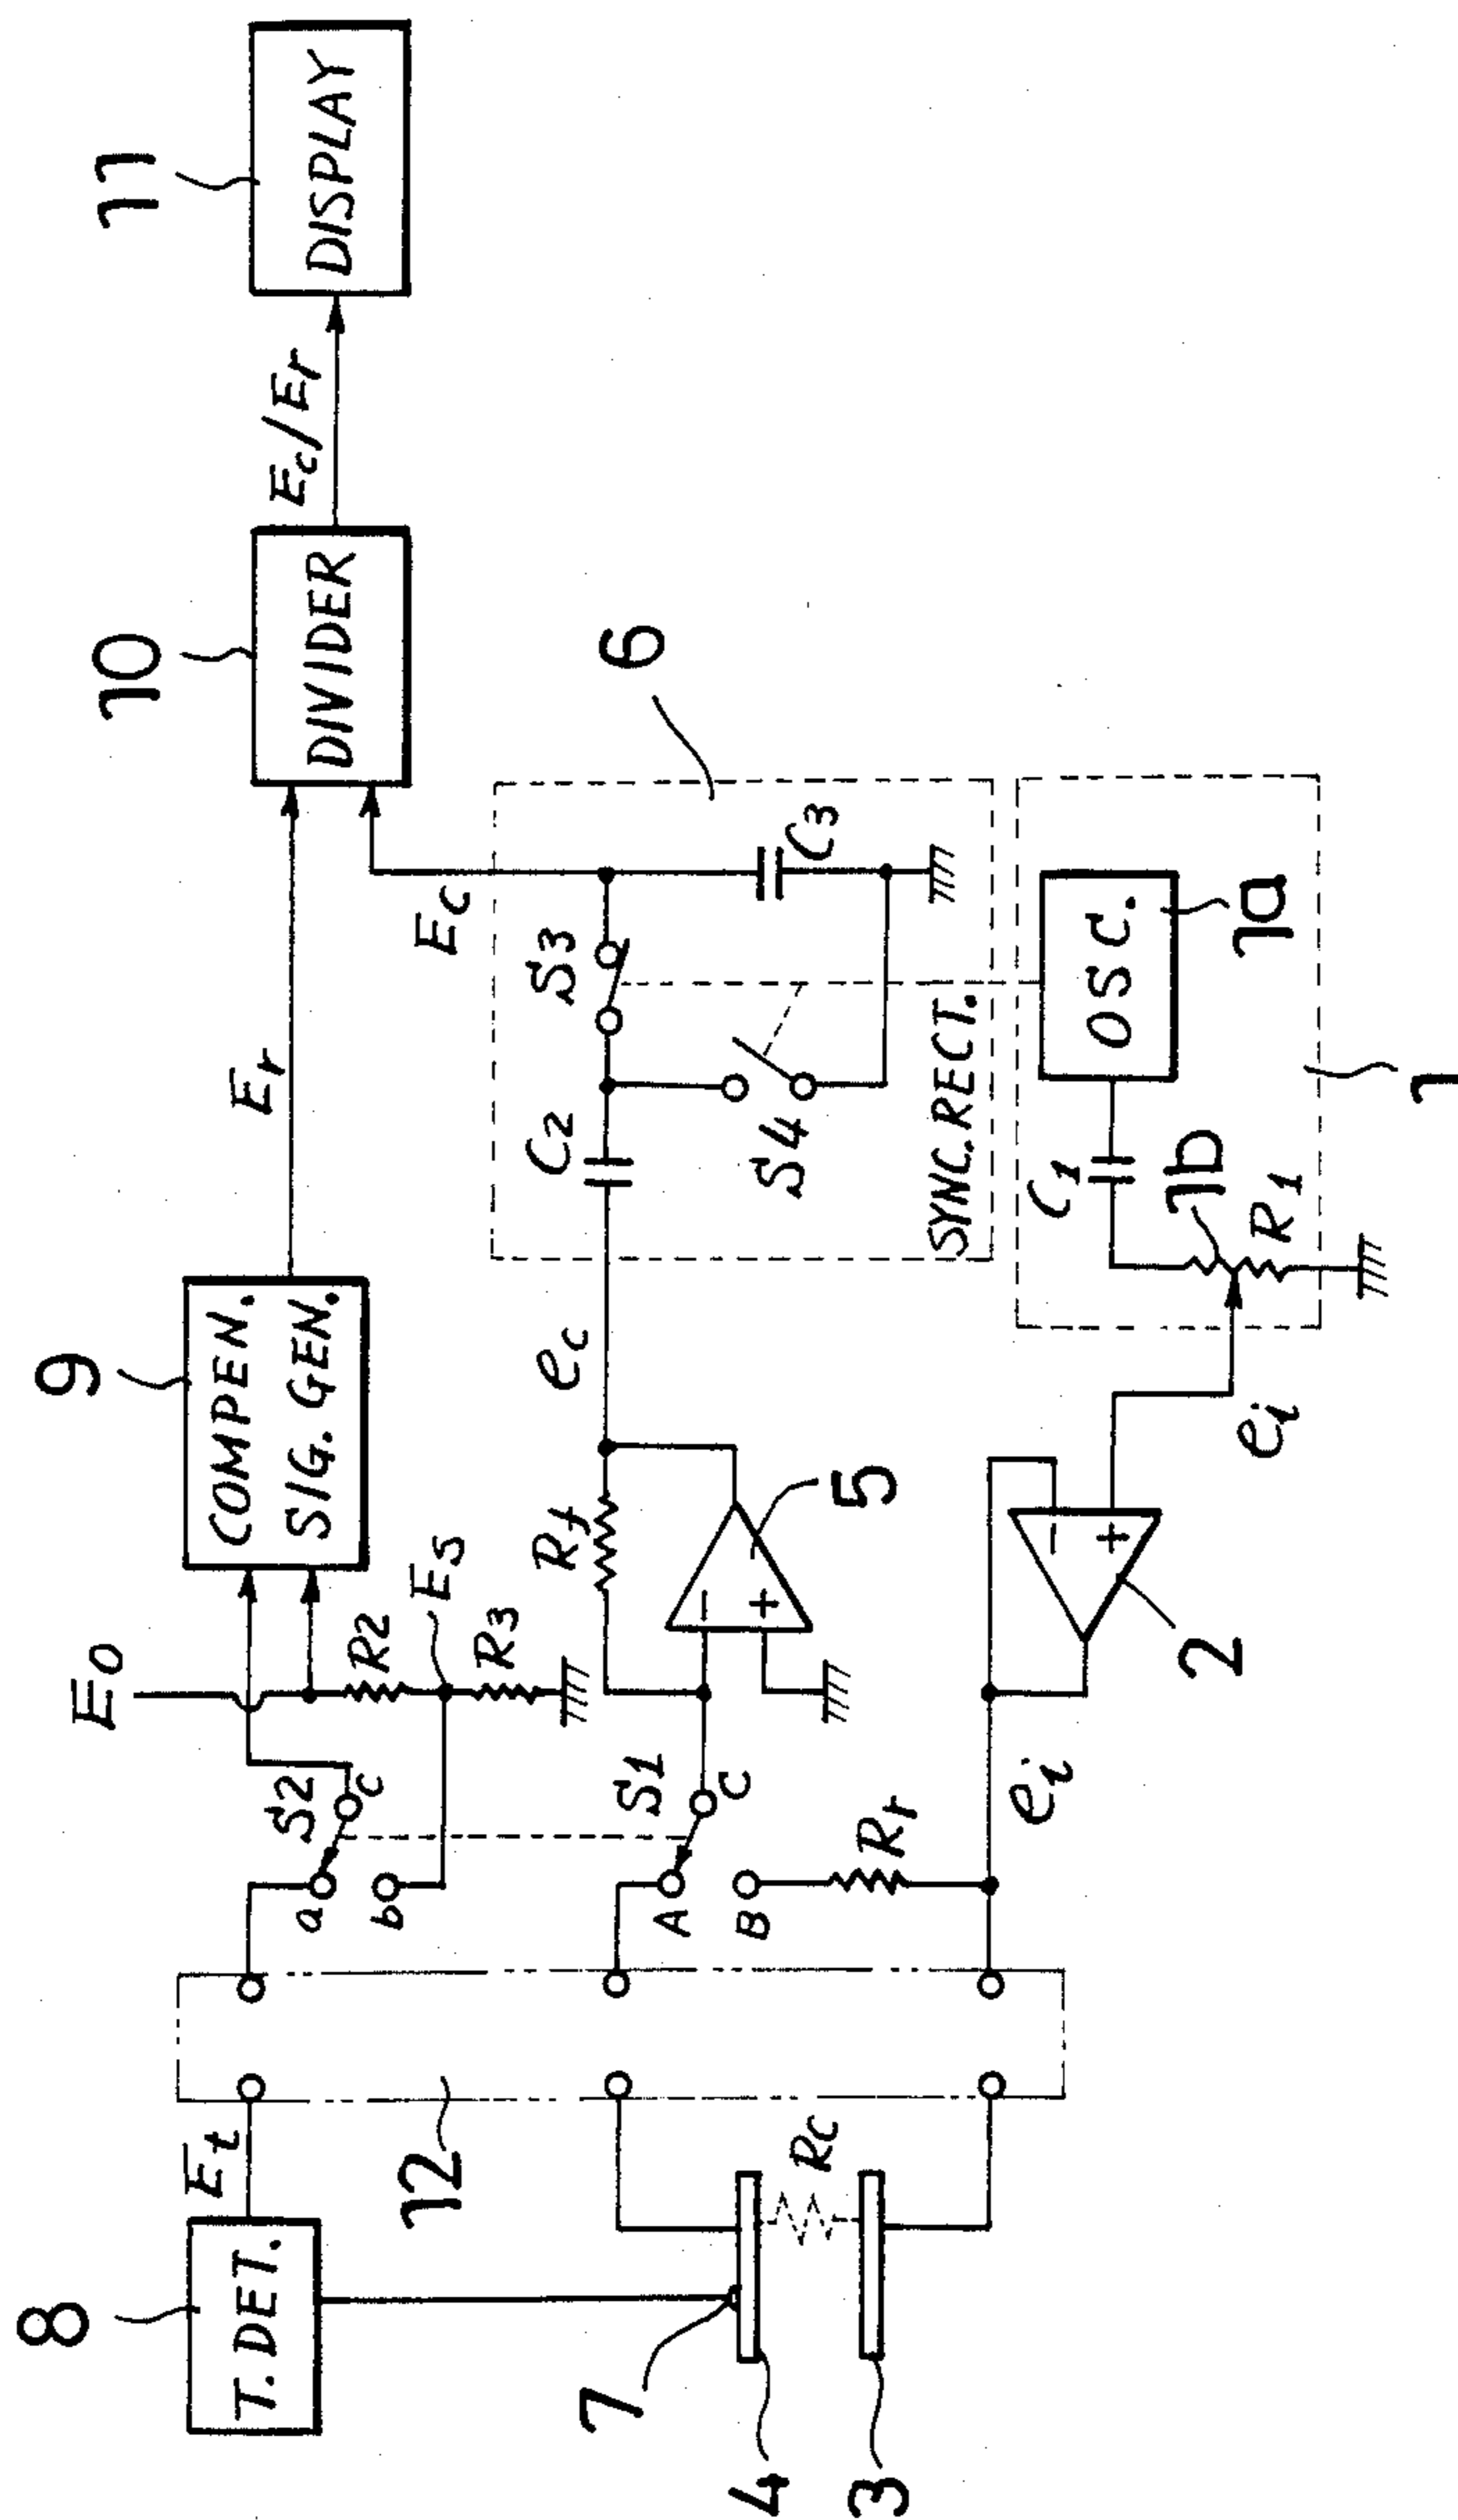 8
T. DET.
Et
12
7
4
3
Rc
E0
a
b
S2
c
R2
Es
R3
9
COMPEN.
SIG. GEN.
Er
10
DIVIDER
Ec/Er
11
DISPLAY
A
B
S1
C
Rr
Rf
5
ec
6
C2
S3
S4
C3
Ec
SYNC. RECT.
ei
2
ei
C1
1b
R1
OSC.
1a
1
−
+
−
+